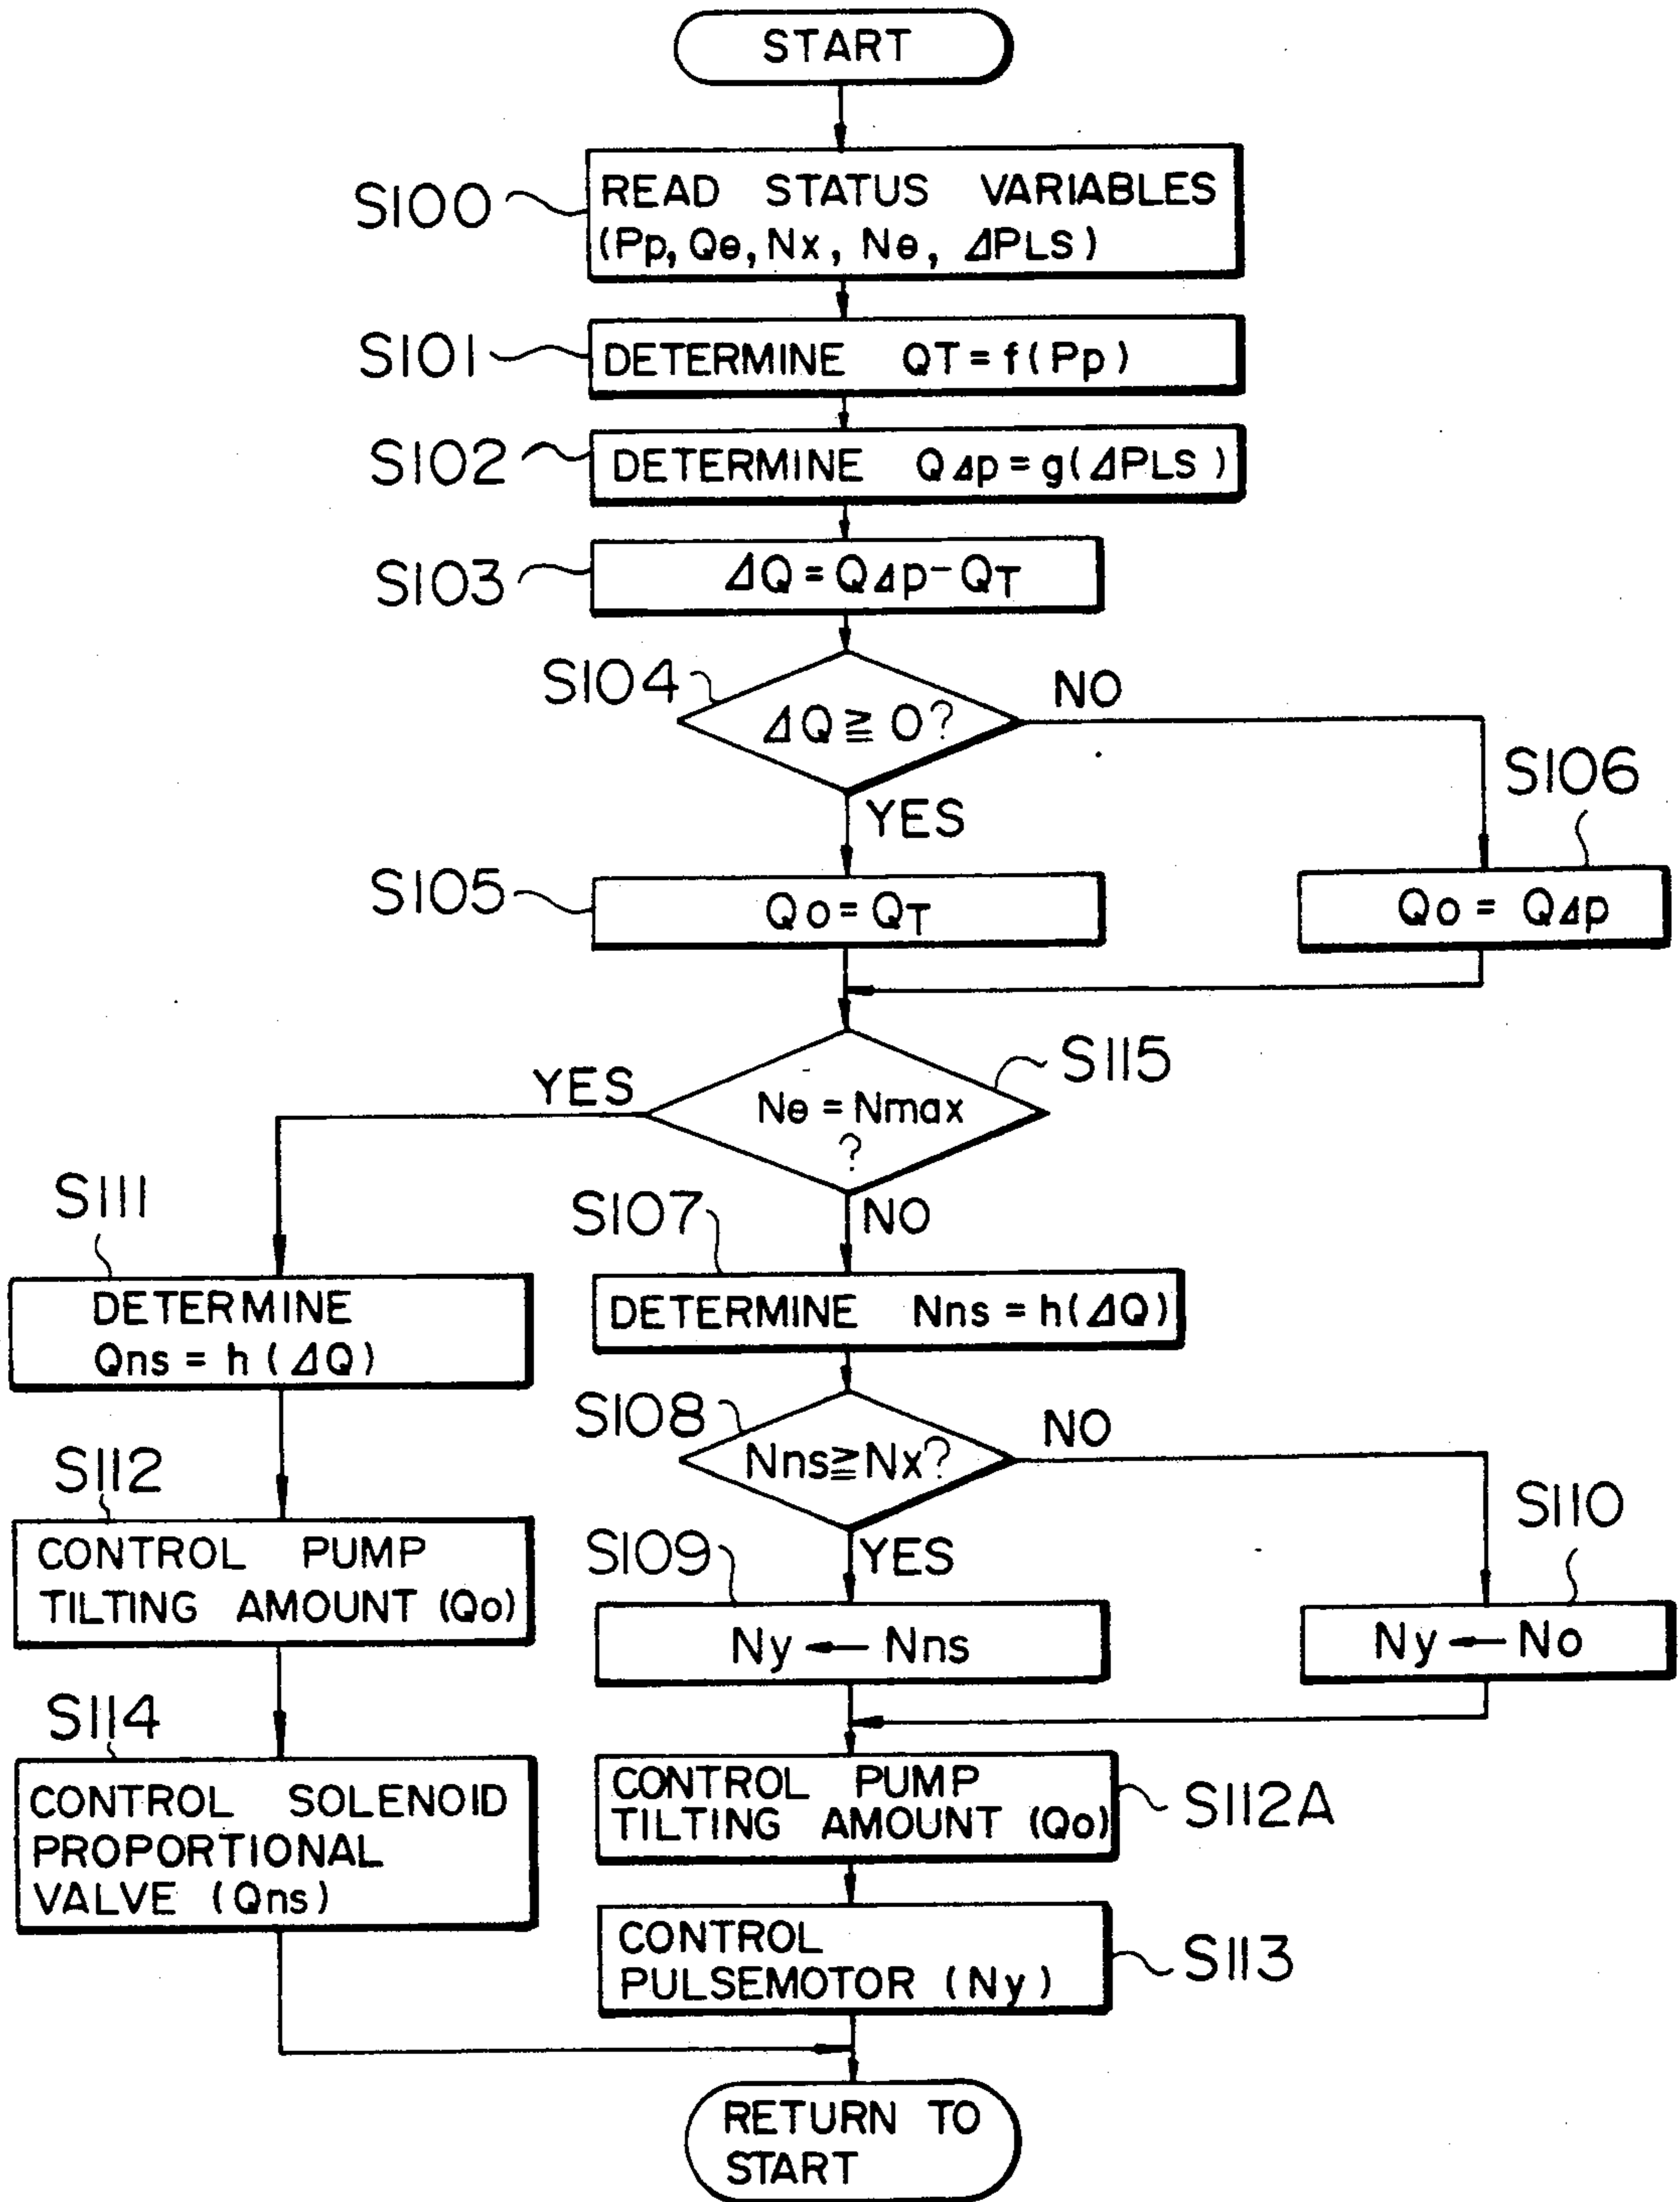 START
S100
READ STATUS VARIABLES
(Pp, Qθ, Nx, Ne, ΔPLS)
S101
DETERMINE QT = f(Pp)
S102
DETERMINE QΔp = g(ΔPLS)
S103
ΔQ = QΔp - QT
S104
ΔQ ≧ 0?
NO
YES
S105
Qo = QT
S106
Qo = QΔp
S115
Ne = Nmax
?
YES
NO
S111
DETERMINE
Qns = h (ΔQ)
S107
DETERMINE Nns = h(ΔQ)
S108
Nns≧Nx?
NO
YES
S112
CONTROL PUMP
TILTING AMOUNT (Qo)
S109
Ny ← Nns
S110
Ny ← No
S114
CONTROL SOLENOID
PROPORTIONAL
VALVE (Qns)
CONTROL PUMP
TILTING AMOUNT (Qo)
S112A
CONTROL
PULSEMOTOR (Ny)
S113
RETURN TO
START